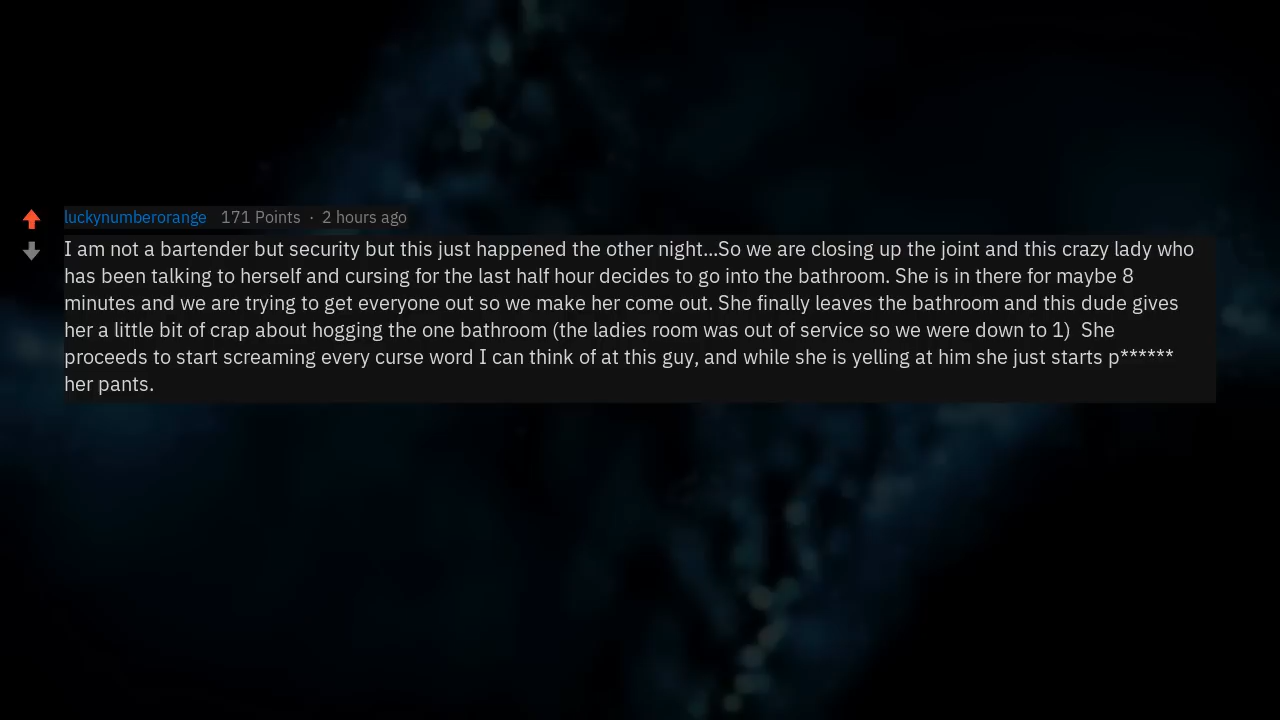 luckynumberorange 171 Points · 2 hours ago
I am not a bartender but security but this just happened the other night...So we are closing up the joint and this crazy lady who
has been talking to herself and cursing for the last half hour decides to go into the bathroom. She is in there for maybe 8
minutes and we are trying to get everyone out so we make her come out. She finally leaves the bathroom and this dude gives
her a little bit of crap about hogging the one bathroom (the ladies room was out of service so we were down to 1)  She
proceeds to start screaming every curse word I can think of at this guy, and while she is yelling at him she just starts p******
her pants.